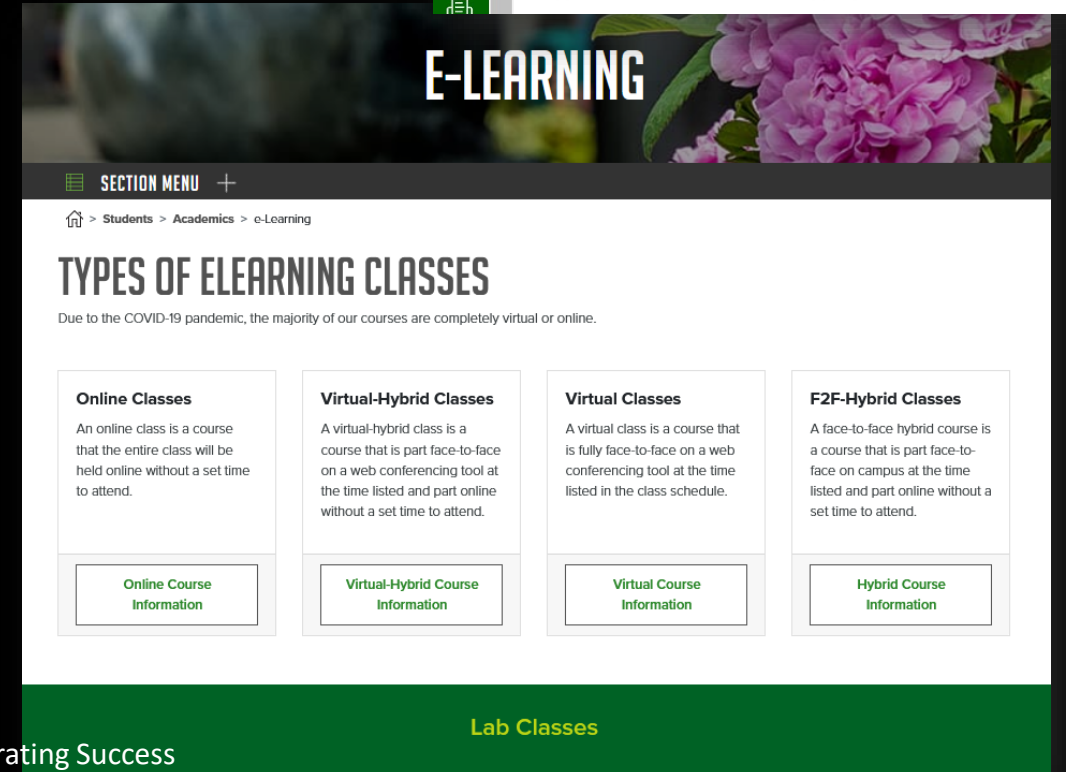 E-LEARNING
SECTION MENU
> Students > Academics > e-Learning
TYPES OF ELEARNING CLASSES
Due to the COVID-19 pandemic, the majority of our courses are completely virtual or online.
Online Classes
An online class is a course
that the entire class will be
held online without a set time
to attend.
Online Course
Information
Virtual-Hybrid Classes
A virtual-hybrid class is a
course that is part face-to-face
on a web conferencing tool at
the time listed and part online
without a set time to attend.
Virtual-Hybrid Course
Information
Virtual Classes
A virtual class is a course that
is fully face-to-face on a web
conferencing tool at the time
listed in the class schedule.
Virtual Course
Information
F2F-Hybrid Classes
A face-to-face hybrid course is
a course that is part face-to-
face on campus at the time
listed and part online without a
set time to attend.
Hybrid Course
Information
Lab Classes
rating Success